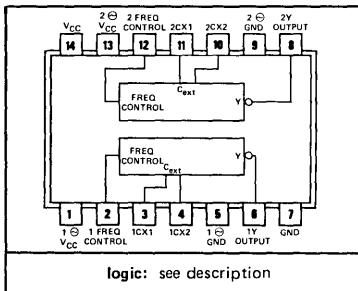 2 ⊖ 2 FREQ 2 ⊖ 2Y
VCC VCC CONTROL 2CX1 2CX2 GND OUTPUT
14 13 12 11 10 9 8
FREQ
CONTROL
Cext
Y
FREQ
CONTROL
Cext
Y
1 2 3 4 5 6 7
1 ⊖ 1 FREQ 1CX1 1CX2 1 ⊖ 1Y GND
VCC CONTROL GND OUTPUT
logic: see description